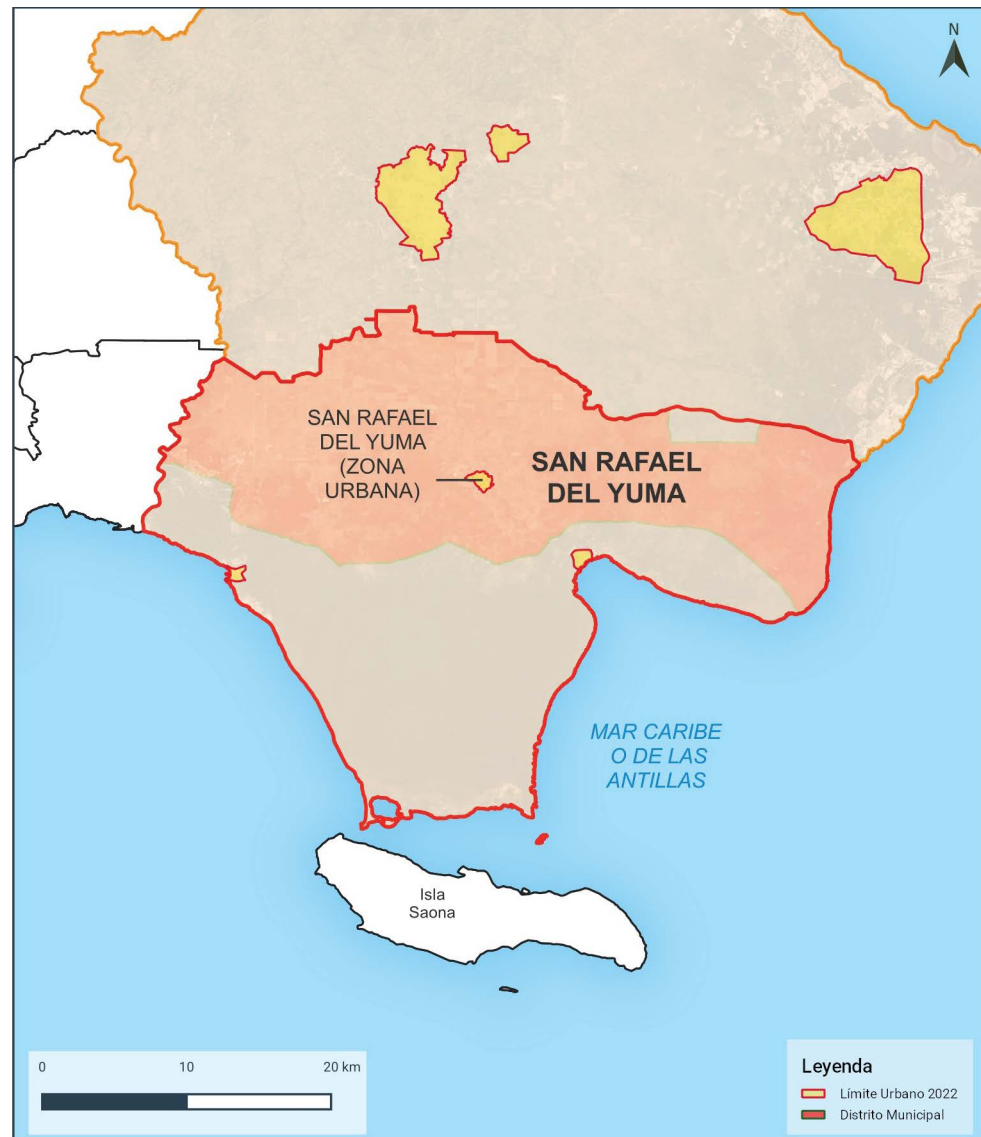 N
SAN RAFAEL
DEL YUMA
(ZONA
URBANA)
SAN RAFAEL
DEL YUMA
MAR CARIBE
O DE LAS
ANTILLAS
Isla
Saona
0 10 20 km
Leyenda
Límite Urbano 2022
Distrito Municipal